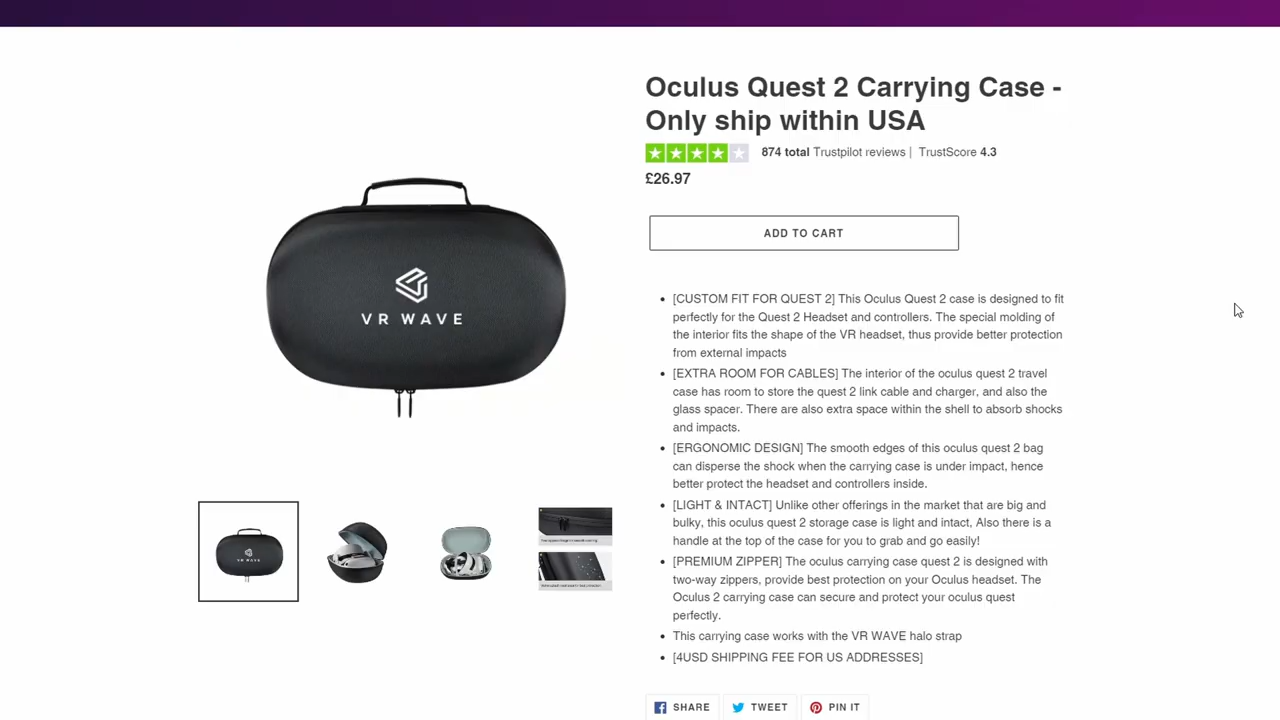 Oculus Quest 2 Carrying Case -
Only ship within USA
874 total Trustpilot reviews | TrustScore 4.3
£26.97
ADD TO CART
VR WAVE
[CUSTOM FIT FOR QUEST 2] This Oculus Quest 2 case is designed to fit
perfectly for the Quest 2 Headset and controllers. The special molding of
the interior fits the shape of the VR headset, thus provide better protection
from external impacts
[EXTRA ROOM FOR CABLES] The interior of the oculus quest 2 travel
case has room to store the quest 2 link cable and charger, and also the
glass spacer. There are also extra space within the shell to absorb shocks
and impacts.
[ERGONOMIC DESIGN] The smooth edges of this oculus quest 2 bag
can disperse the shock when the carrying case is under impact, hence
better protect the headset and controllers inside.
[LIGHT & INTACT] Unlike other offerings in the market that are big and
bulky, this oculus quest 2 storage case is light and intact, Also there is a
handle at the top of the case for you to grab and go easily!
[PREMIUM ZIPPER] The oculus carrying case quest 2 is designed with
two-way zippers, provide best protection on your Oculus headset. The
Oculus 2 carrying case can secure and protect your oculus quest
perfectly.
This carrying case works with the VR WAVE halo strap
[4USD SHIPPING FEE FOR US ADDRESSES]
VR WAVE
SHARE TWEET PIN IT